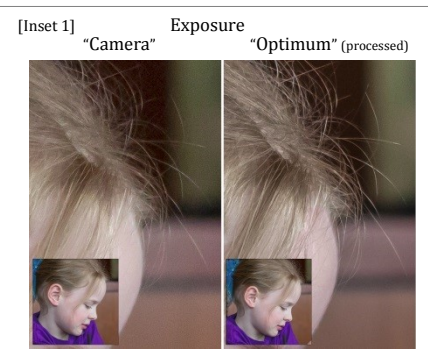 [Inset 1] Exposure
“Camera” “Optimum” (processed)